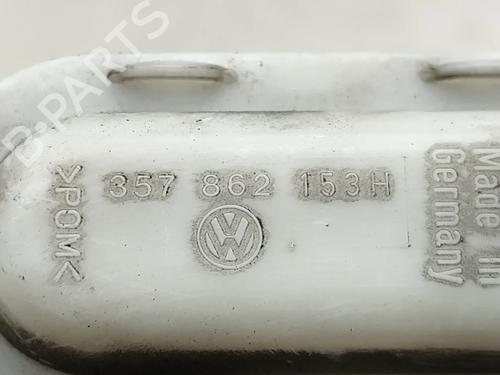 B-PARTS
>POM<
357 862 153H
Made in
Germany